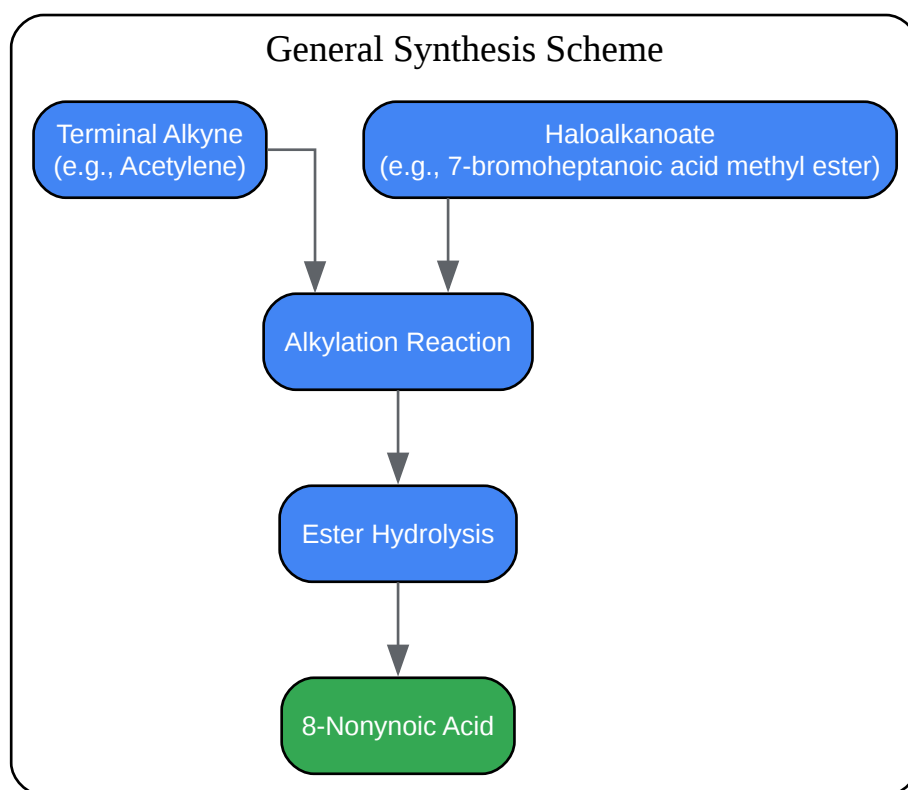 General Synthesis Scheme
Terminal Alkyne
(e.g., Acetylene)
Haloalkanoate
(e.g., 7-bromoheptanoic acid methyl ester)
Alkylation Reaction
Ester Hydrolysis
8-Nonynoic Acid